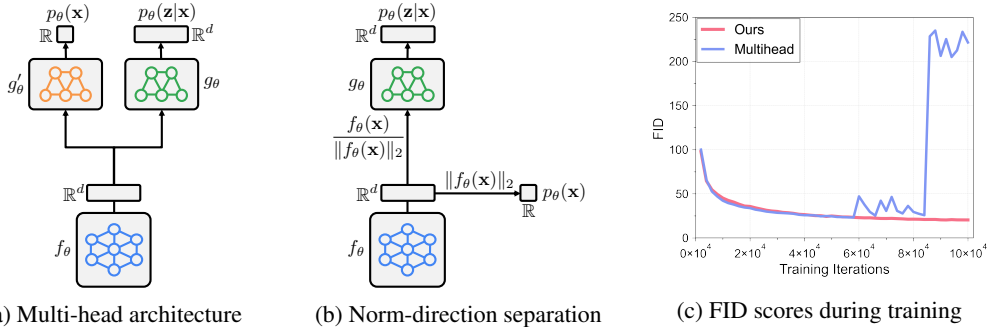 p_θ(x)
p_θ(z|x)
ℝ
ℝ^d
g'_θ
g_θ
ℝ^d
f_θ
) Multi-head architecture
p_θ(z|x)
ℝ^d
g_θ
f_θ(x)
‖f_θ(x)‖_2
ℝ^d
‖f_θ(x)‖_2
p_θ(x)
ℝ
f_θ
(b) Norm-direction separation
Ours
Multihead
FID
250
200
150
100
50
0
0×10^4
2×10^4
4×10^4
6×10^4
8×10^4
10×10^4
Training Iterations
(c) FID scores during training